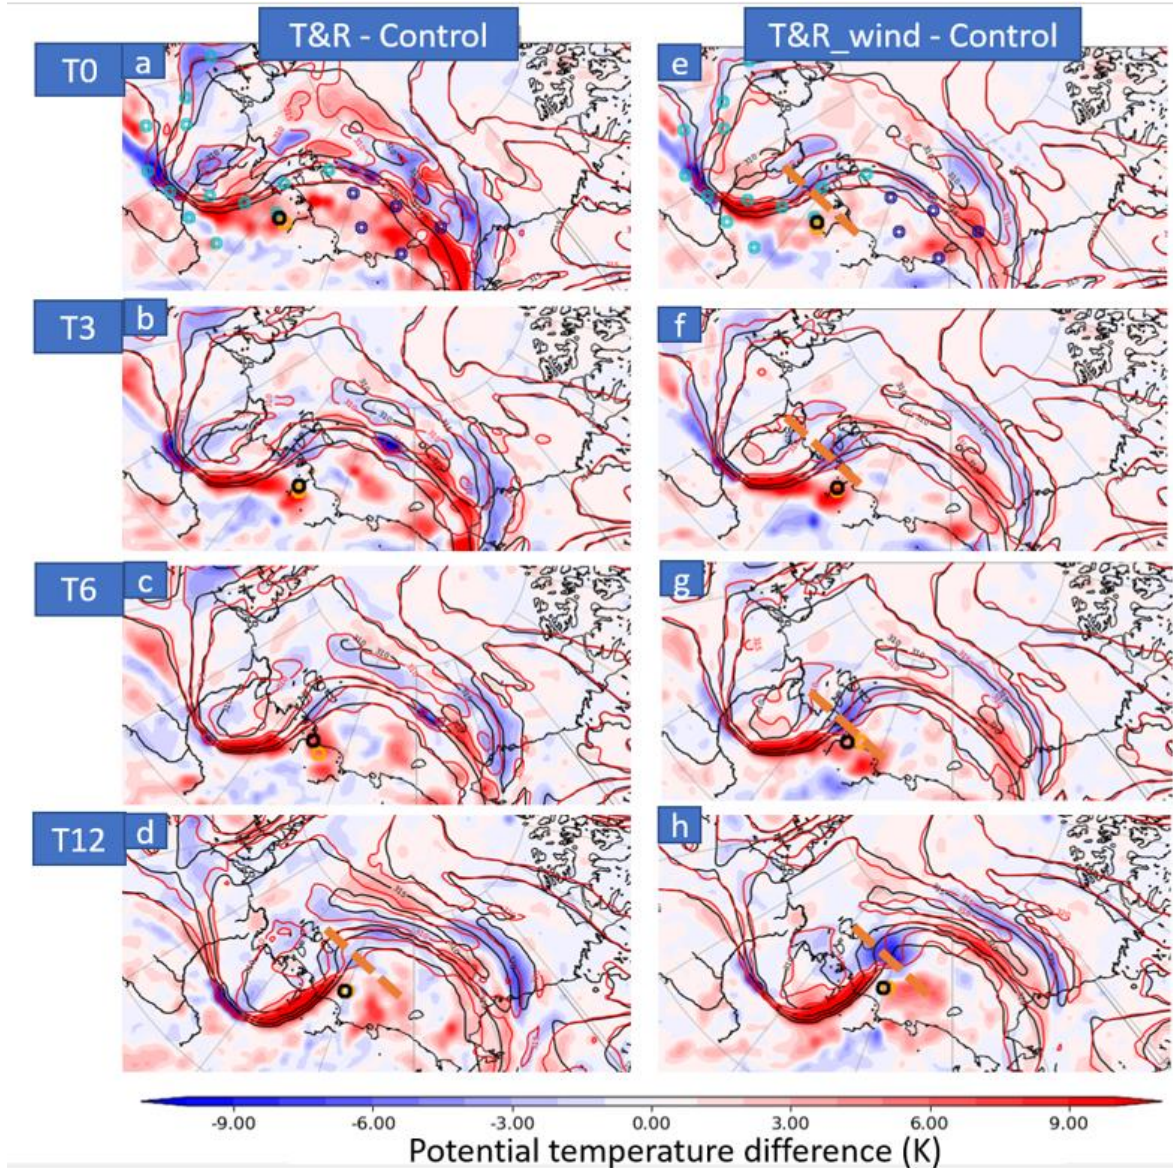 T&R - Control
T&R_wind - Control
T0
a
e
T3
b
f
T6
c
g
T12
d
h
-9.00 -6.00 -3.00 0.00 3.00 6.00 9.00
Potential temperature difference (K)